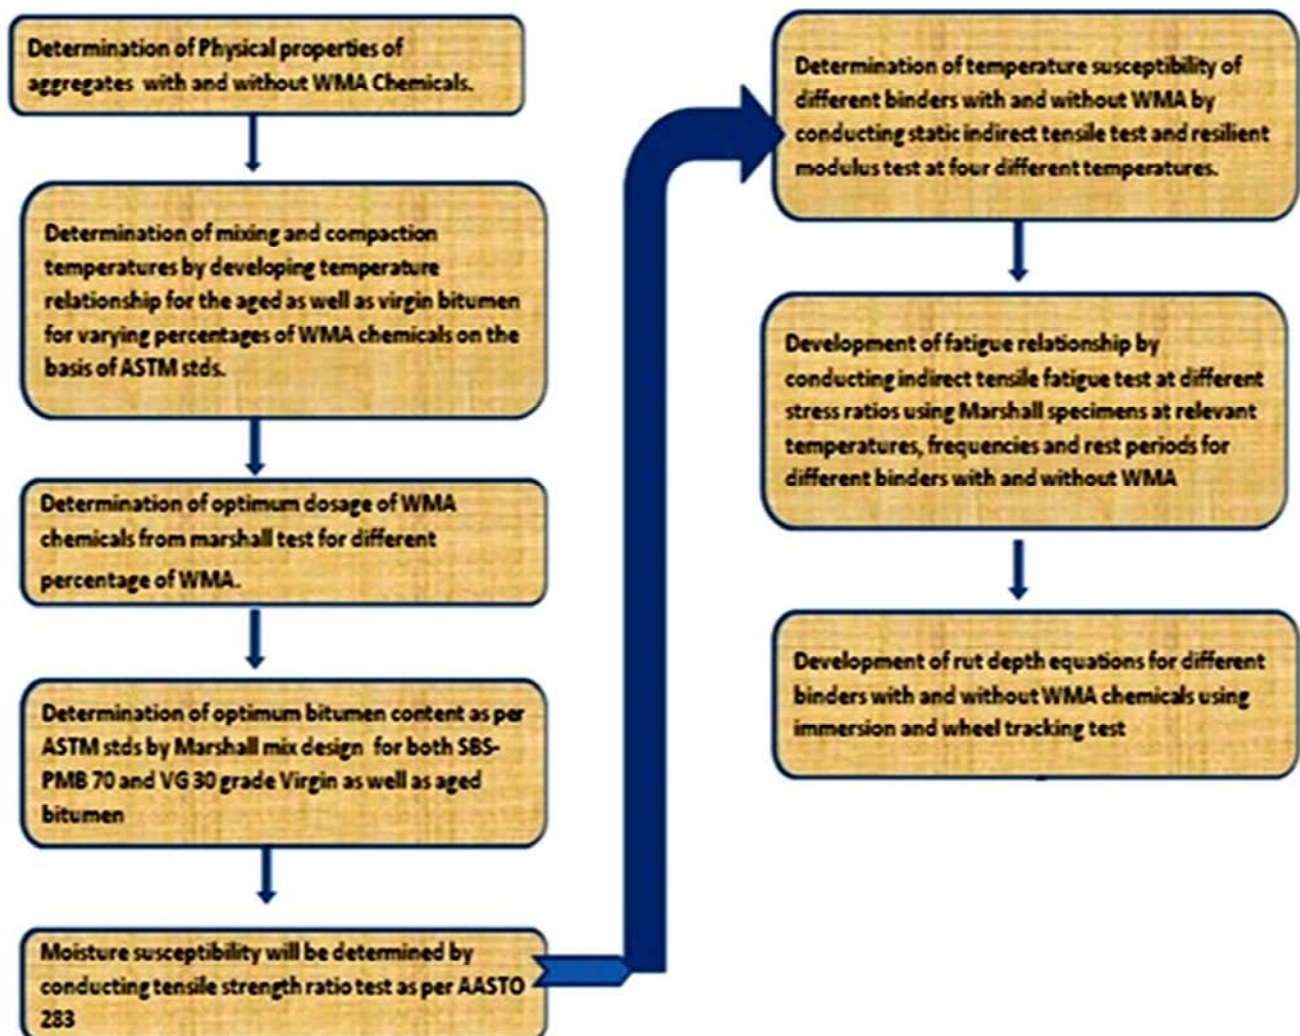 Determination of Physical properties of
aggregates with and without WMA Chemicals.
Determination of mixing and compaction
temperatures by developing temperature
relationship for the aged as well as virgin bitumen
for varying percentages of WMA chemicals on the
basis of ASTM stds.
Determination of optimum dosage of WMA
chemicals from marshall test for different
percentage of WMA.
Determination of optimum bitumen content as per
ASTM stds by Marshall mix design for both SBS-
PMB 70 and VG 30 grade Virgin as well as aged
bitumen
Moisture susceptibility will be determined by
conducting tensile strength ratio test as per AASTO
283
Determination of temperature susceptibility of
different binders with and without WMA by
conducting static indirect tensile test and resilient
modulus test at four different temperatures.
Development of fatigue relationship by
conducting indirect tensile fatigue test at different
stress ratios using Marshall specimens at relevant
temperatures, frequencies and rest periods for
different binders with and without WMA
Development of rut depth equations for different
binders with and without WMA chemicals using
immersion and wheel tracking test